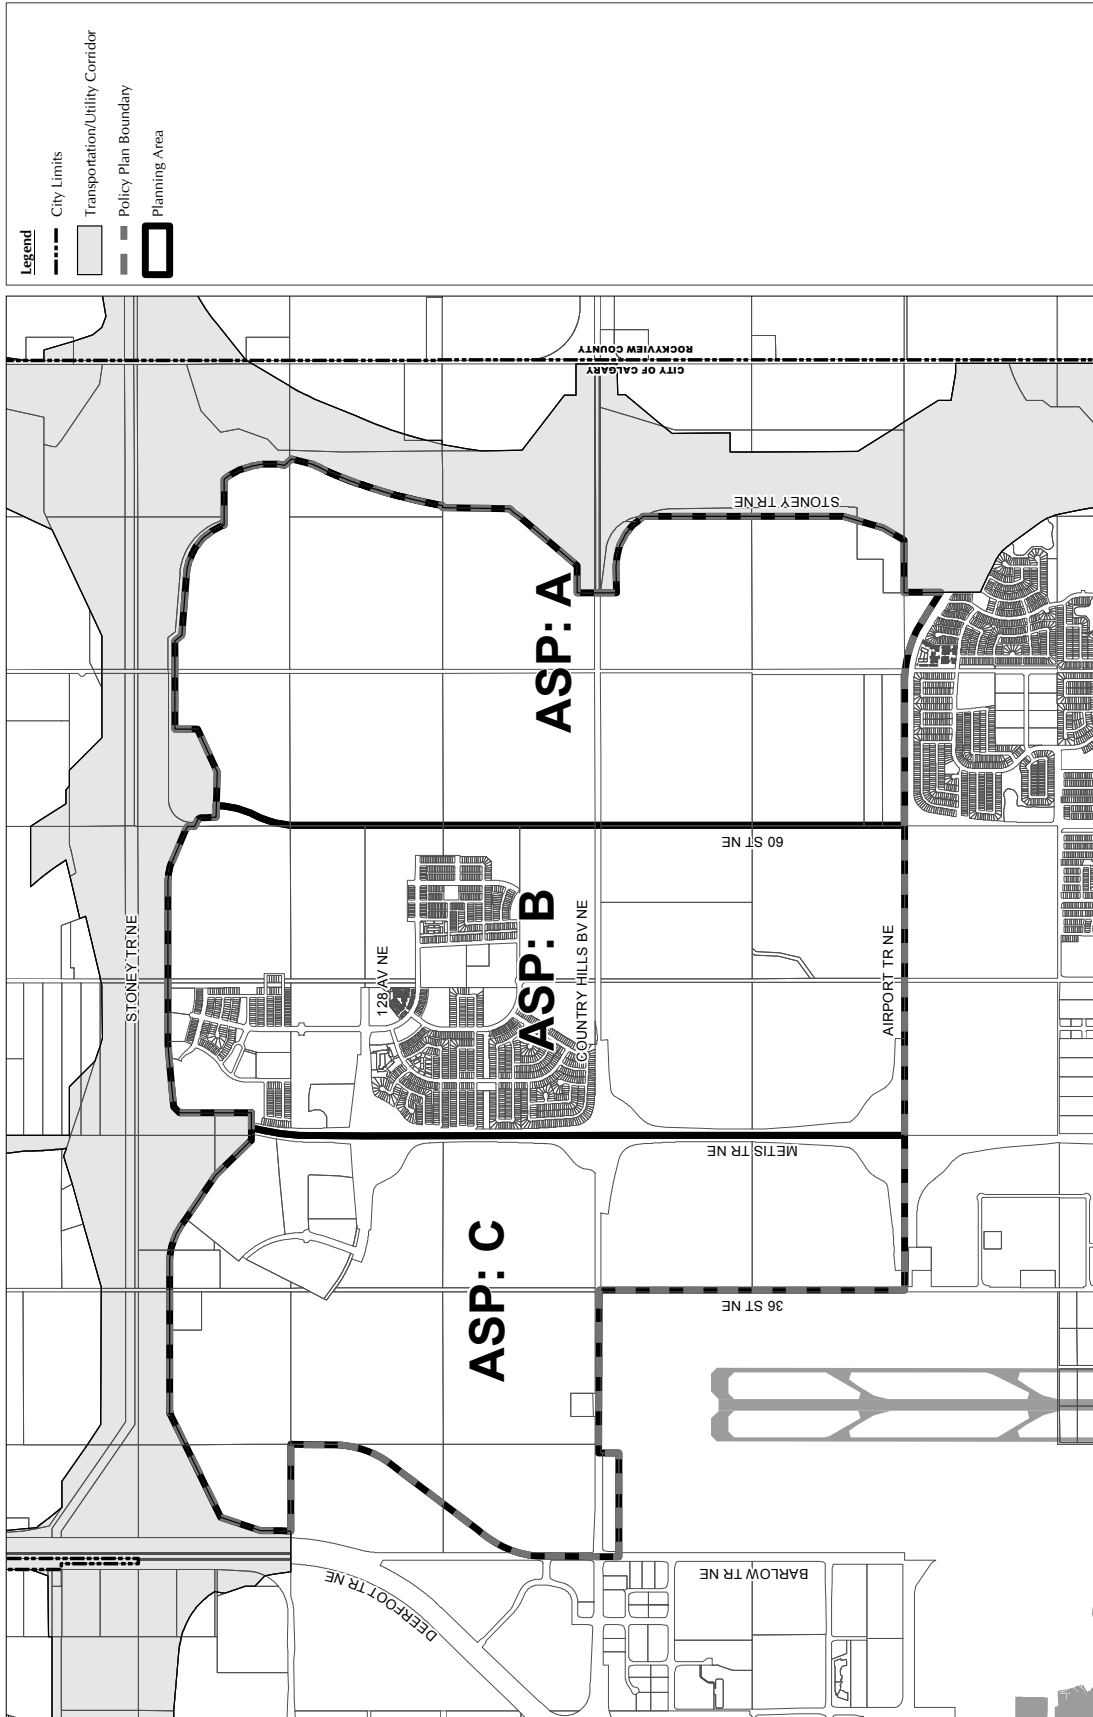 Legend
City Limits
Transportation/Utility Corridor
Policy Plan Boundary
Planning Area
ROCKYVIEW COUNTY
CITY OF CALGARY
STONEY TR NE
ASP: A
60 ST NE
STONEY TR NE
128 AV NE
ASP: B
COUNTRY HILLS BV NE
AIRPORT TR NE
METIS TR NE
ASP: C
36 ST NE
DEERFOOT TR NE
BARLOW TR NE